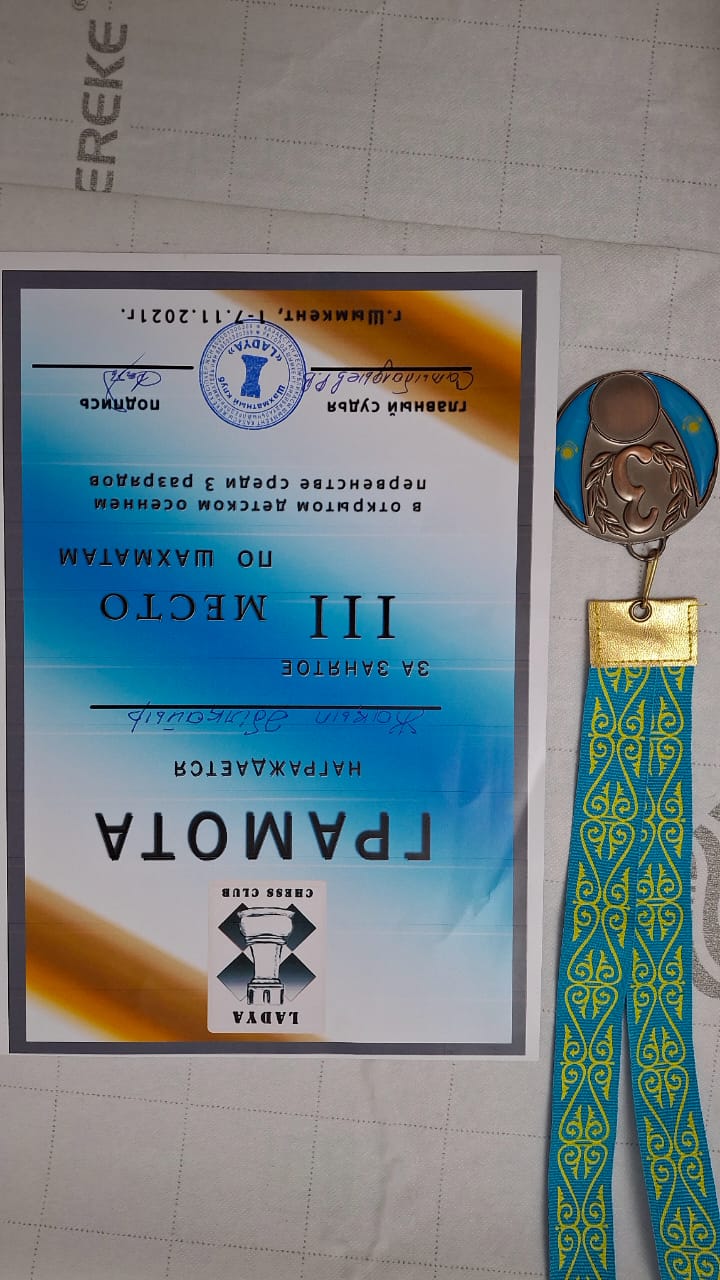 LADYA
CHESS CLUB
ГРАМОТА
НАГРАЖДАЕТСЯ
Жақып Әбілқайыр
ЗА ЗАНЯТОЕ
III МЕСТО
ПО ШАХМАТАМ
в открытом детском осеннем
первенстве среди 3 разрядов
главный судья
подпись
Сатыбалдыев Р.В
Шахматный клуб
«LADYA»
г.Шымкент, 1-7.11.2021г.
3
EREKE